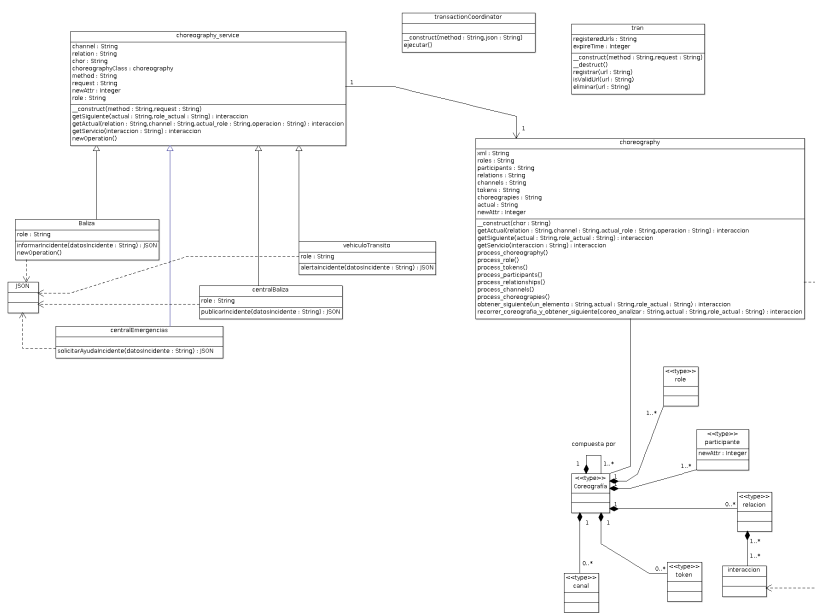 transactionCoordinator
__construct(method : String,json : String)
ejecutar()
tran
registeredUrls : String
expireTime : Integer
__construct(method : String,request : String)
__destruct()
registrar(url : String)
isValidUrl(url : String)
eliminar(url : String)
choreography_service
channel : String
relation : String
chor : String
choreographyClass : choreography
method : String
request : String
newAttr : Integer
role : String
__construct(method : String,request : String)
getSiguiente(actual : String,role_actual : String) : interaccion
getActual(relation : String,channel : String,actual_role : String,operacion : String) : interaccion
getServicio(interaccion : String) : interaccion
newOperation()
1
1
choreography
xml : String
roles : String
participants : String
relations : String
channels : String
tokens : String
choreograpies : String
actual : String
newAttr : Integer
__construct(chor : String)
getActual(relation : String,channel : String,actual_role : String,operacion : String) : interaccion
getSiguiente(actual : String,role_actual : String) : interaccion
getServicio(interaccion : String) : interaccion
process_choreography()
process_role()
process_tokens()
process_participants()
process_relationships()
process_channels()
process_choreograpies()
obtener_siguiente(un_elemento : String,actual : String,role_actual : String) : interaccion
recorrer_coreografia_y_obtener_siguiente(coreo_analizar : String,actual : String,role_actual : String) : interaccion
Baliza
role : String
informarIncidente(datosIncidente : String) : JSON
newOperation()
vehiculoTransito
role : String
alertaIncidente(datosIncidente : String) : JSON
JSON
centralBaliza
role : String
publicarIncidente(datosIncidente : String) : JSON
centralEmergencias
solicitarAyudaIncidente(datosIncidente : String) : JSON
<<type>>
role
1..*
<<type>>
participante
newAttr : Integer
1..*
compuesta por
1
1..*
<<type>>
Coreografia
1
1
1
1
1
<<type>>
relacion
0..*
1..*
1..*
interaccion
0..*
<<type>>
canal
0..*
<<type>>
token